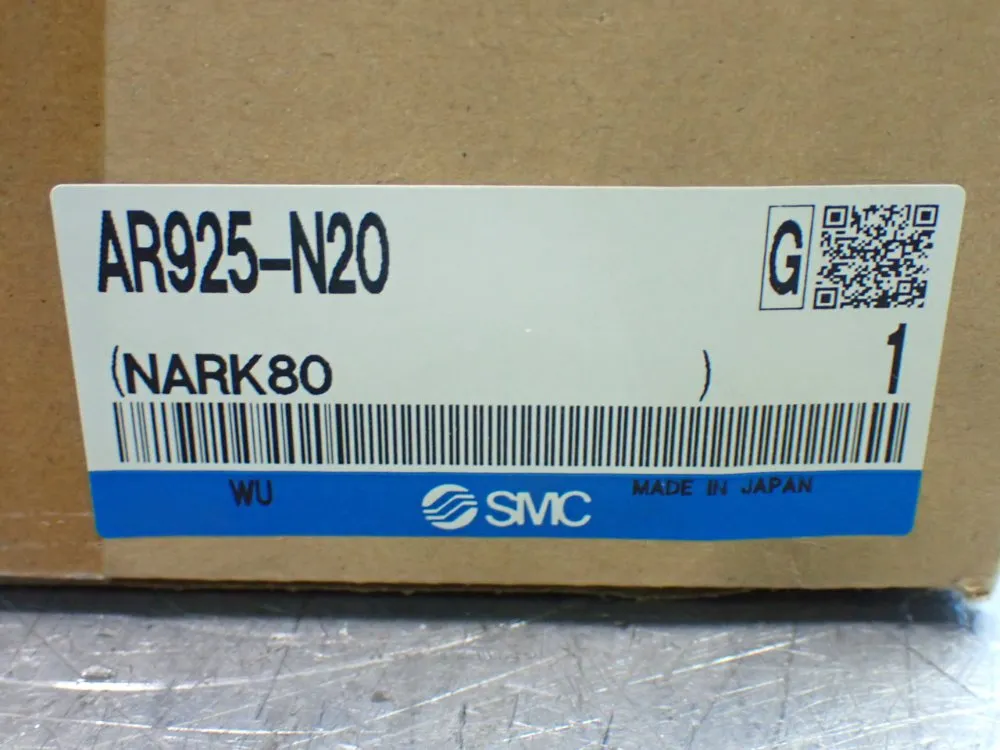 AR925-N20
G
(NARK80 )
1
WU
SMC
MADE IN JAPAN